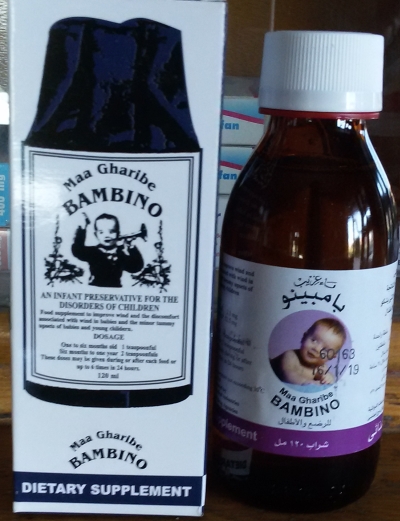 Maa Gharibe
BAMBINO
AN INFANT PRESERVATIVE FOR THE
DISORDERS OF CHILDREN
Food supplement to improve wind and the discomfort
associated with wind in babies and the minor tummy
upsets of babies and young children.
DOSAGE
One to six months old 1 teaspoonful
Six months to one year 2 teaspoonfuls
These doses may be given during or after each feed or
up to 6 times in 24 hours.
120 ml
Maa Gharibe
BAMBINO
DIETARY SUPPLEMENT
بامبينو
60 63
/1/19
Maa Gharibe
BAMBINO
للرضع والأطفال
شراب ١٢٠ مل